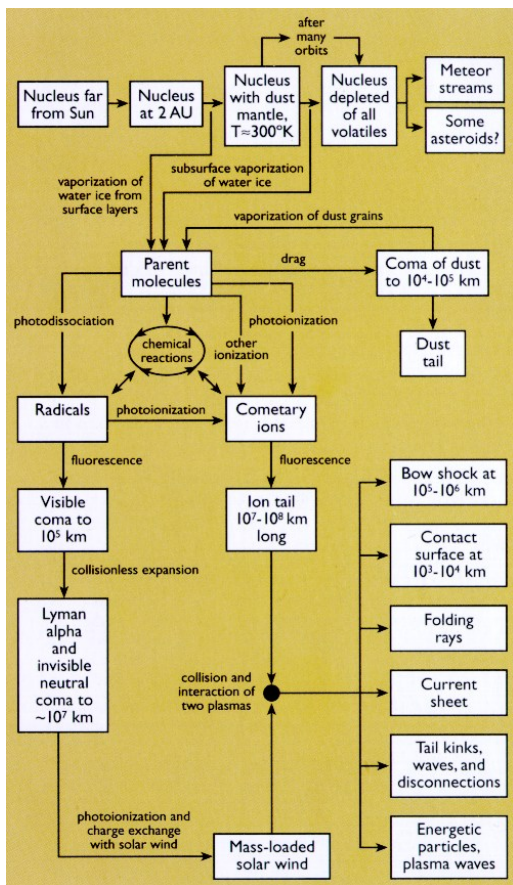 after
many
orbits
Nucleus far
from Sun
Nucleus
at 2 AU
Nucleus
with dust
mantle,
T≈300°K
Nucleus
depleted
of all
volatiles
Meteor
streams
Some
asteroids?
vaporization of
water ice from
surface layers
subsurface vaporization
of water ice
vaporization of dust grains
Parent
molecules
drag
Coma of dust
to 10⁴-10⁵ km
photodissociation
chemical
reactions
other
ionization
photoionization
Dust
tail
Radicals
photoionization
Cometary
ions
fluorescence
fluorescence
Visible
coma to
10⁵ km
Ion tail
10⁷-10⁸ km
long
Bow shock at
10⁵-10⁶ km
collisionless expansion
Contact
surface at
10³-10⁴ km
Lyman
alpha
and
invisible
neutral
coma to
~10⁷ km
Folding
rays
collision and
interaction of
two plasmas
Current
sheet
Tail kinks,
waves, and
disconnections
photoionization and
charge exchange
with solar wind
Mass-loaded
solar wind
Energetic
particles,
plasma waves